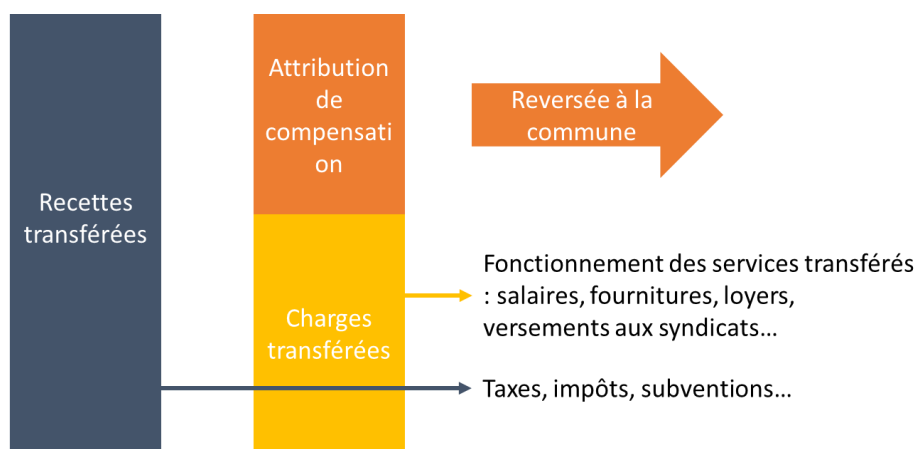 Recettes
transférées
Attribution
de
compensati
on
Charges
transférées
Reversée à la
commune
Fonctionnement des services transférés
: salaires, fournitures, loyers,
versements aux syndicats…
Taxes, impôts, subventions…